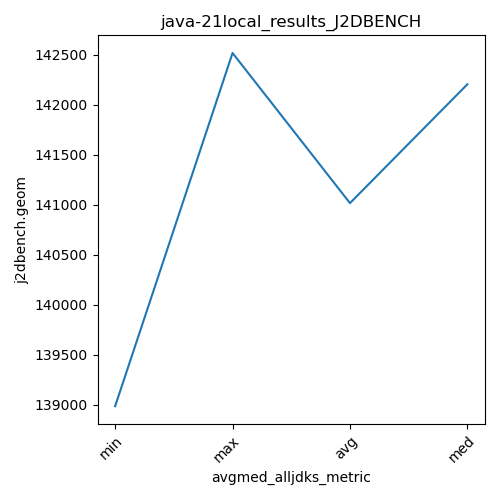 java-21local_results_J2DBENCH
142500
142000
141500
141000
140500
140000
139500
139000
j2dbench.geom
min
max
avg
med
avgmed_alljdks_metric